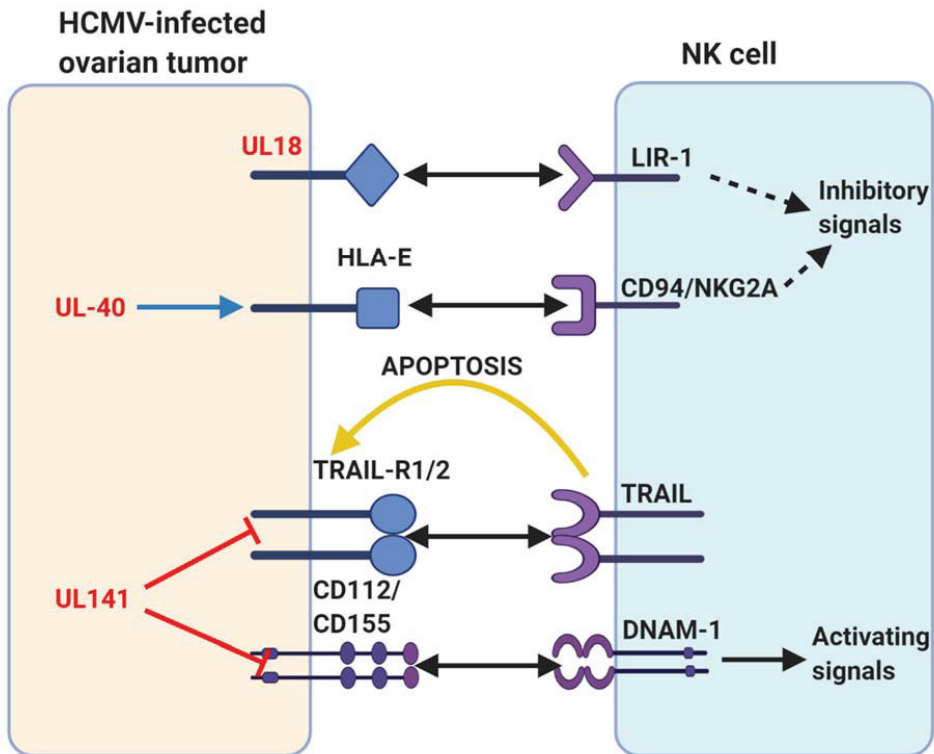 HCMV-infected
ovarian tumor
NK cell
UL18
LIR-1
Inhibitory
signals
HLA-E
CD94/NKG2A
UL-40
APOPTOSIS
TRAIL-R1/2
TRAIL
UL141
CD112/
CD155
DNAM-1
Activating
signals